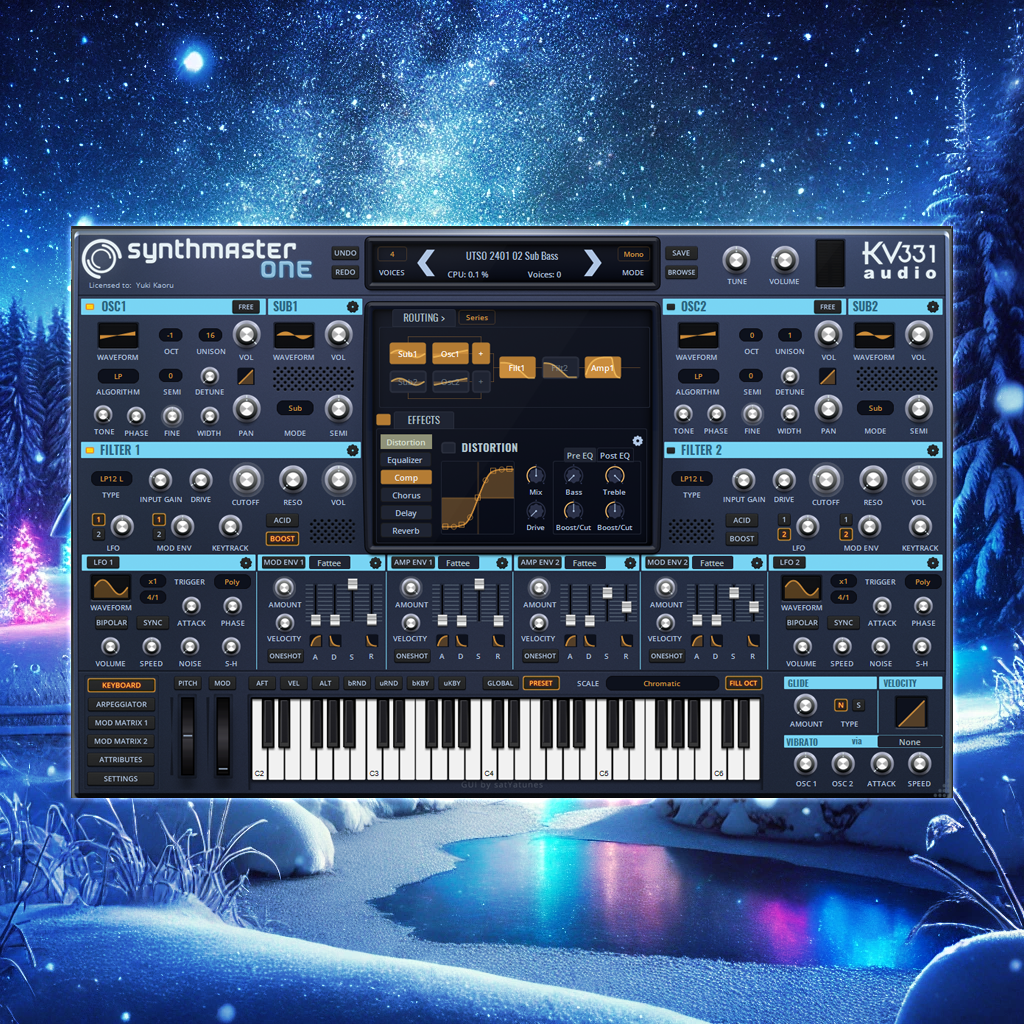 synthmaster
ONE
Licensed to: Yuki Kaoru
UNDO
REDO
4
VOICES
UTSO 2401 02 Sub Bass
CPU: 0.1 %
Voices: 0
Mono
MODE
SAVE
BROWSE
TUNE
VOLUME
KV331
audio
OSC1
FREE
SUB1
WAVEFORM
-1
OCT
16
UNISON
VOL
WAVEFORM
VOL
LP
ALGORITHM
0
SEMI
DETUNE
TONE
PHASE
FINE
WIDTH
PAN
Sub
MODE
SEMI
ROUTING >
Series
Sub1
Osc1
+
Sub2
Osc2
+
Filt1
Filt2
Amp1
EFFECTS
Distortion
Equalizer
Comp
Chorus
Delay
Reverb
DISTORTION
Pre EQ
Post EQ
Mix
Bass
Treble
Drive
Boost/Cut
Boost/Cut
OSC2
FREE
SUB2
WAVEFORM
0
OCT
1
UNISON
VOL
WAVEFORM
VOL
LP
ALGORITHM
0
SEMI
DETUNE
TONE
PHASE
FINE
WIDTH
PAN
Sub
MODE
SEMI
FILTER 1
LP12 L
TYPE
INPUT GAIN
DRIVE
CUTOFF
RESO
VOL
1
2
LFO
1
2
MOD ENV
KEYTRACK
ACID
BOOST
FILTER 2
LP12 L
TYPE
INPUT GAIN
DRIVE
CUTOFF
RESO
VOL
ACID
BOOST
1
2
LFO
1
2
MOD ENV
KEYTRACK
LFO 1
WAVEFORM
x1
4/1
TRIGGER
Poly
BIPOLAR
SYNC
ATTACK
PHASE
VOLUME
SPEED
NOISE
S-H
MOD ENV 1
Fattee
AMOUNT
VELOCITY
ONESHOT
A
D
S
R
AMP ENV 1
Fattee
AMOUNT
VELOCITY
ONESHOT
A
D
S
R
AMP ENV 2
Fattee
AMOUNT
VELOCITY
ONESHOT
A
D
S
R
MOD ENV 2
Fattee
AMOUNT
VELOCITY
ONESHOT
A
D
S
R
LFO 2
WAVEFORM
x1
4/1
TRIGGER
Poly
BIPOLAR
SYNC
ATTACK
PHASE
VOLUME
SPEED
NOISE
S-H
KEYBOARD
ARPEGGIATOR
MOD MATRIX 1
MOD MATRIX 2
ATTRIBUTES
SETTINGS
PITCH
MOD
AFT
VEL
ALT
bRND
uRND
bKBY
uKBY
GLOBAL
PRESET
SCALE
Chromatic
FILL OCT
C2
C3
C4
C5
C6
GUI by satYatunes
GLIDE
AMOUNT
N
S
TYPE
VELOCITY
VIBRATO
via
None
OSC 1
OSC 2
ATTACK
SPEED